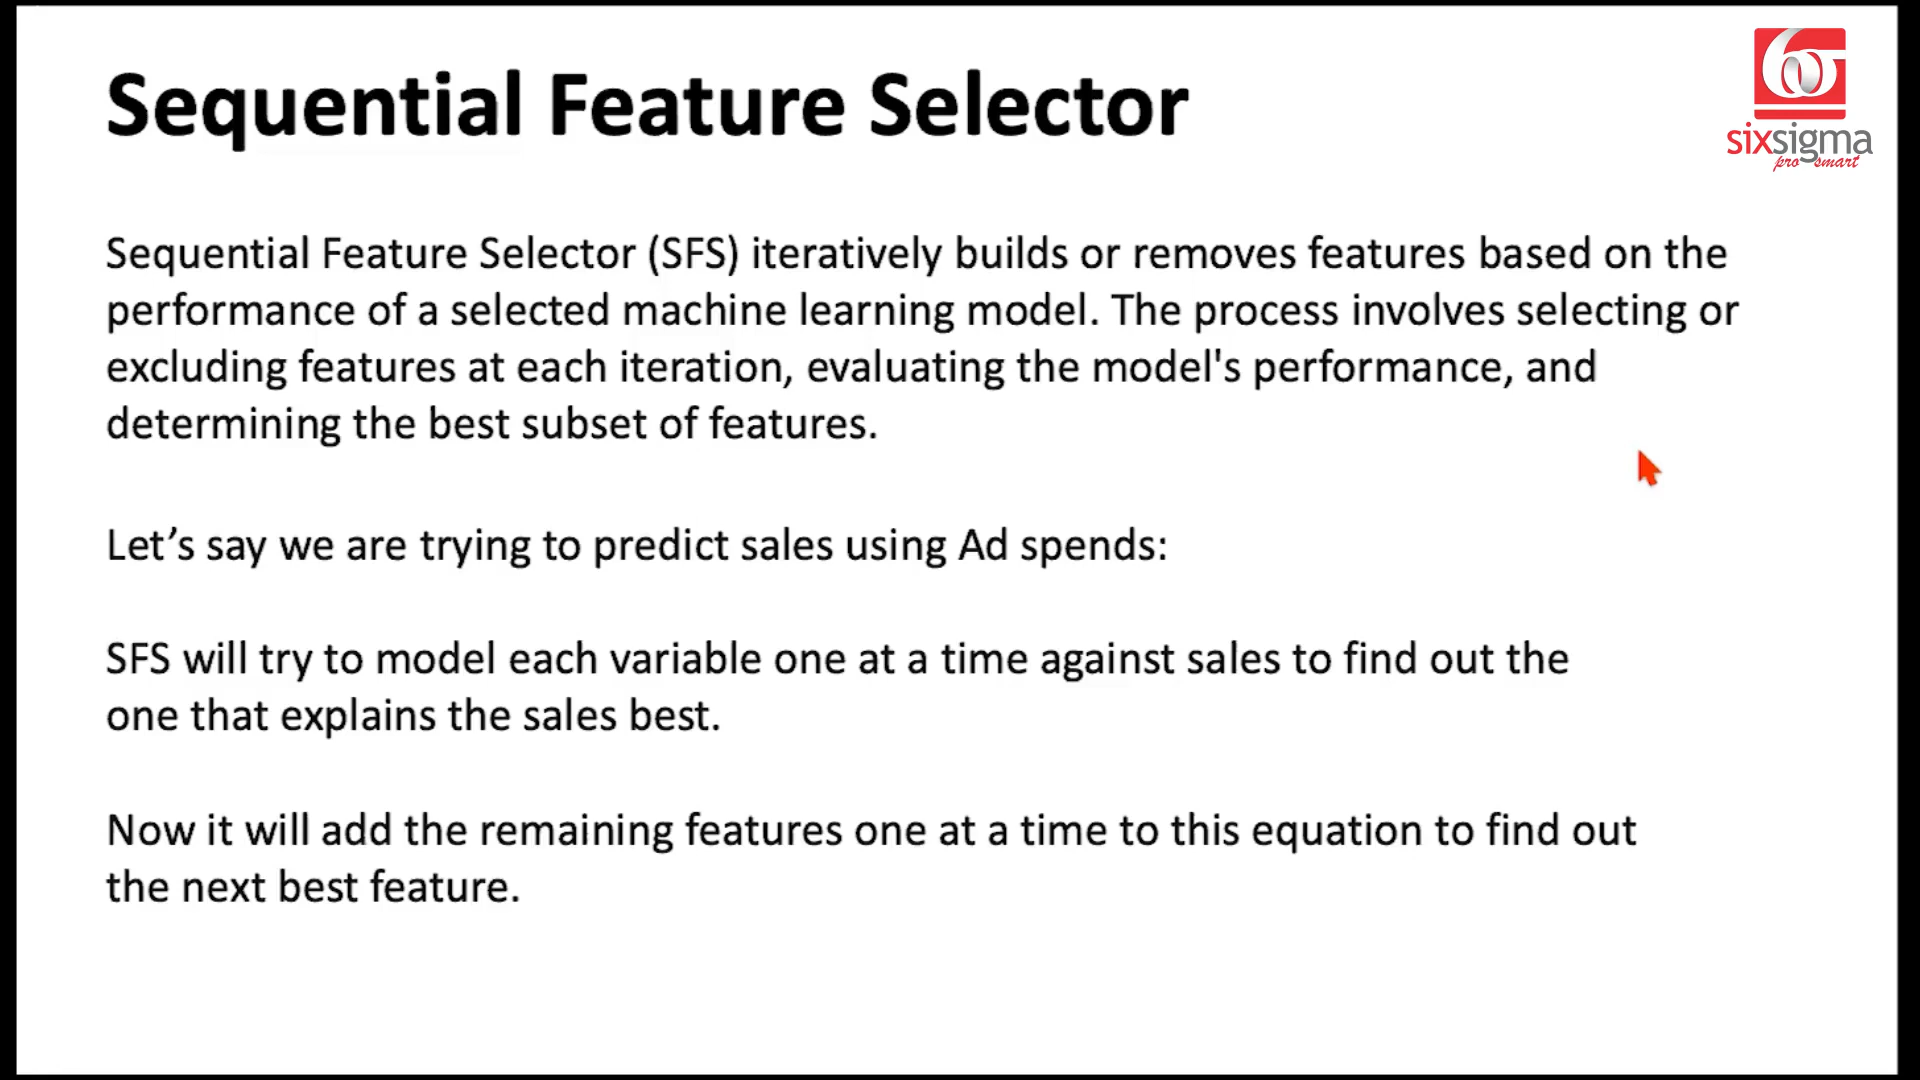 Sequential Feature Selector
sixsigma
pro smart
Sequential Feature Selector (SFS) iteratively builds or removes features based on the
performance of a selected machine learning model. The process involves selecting or
excluding features at each iteration, evaluating the model's performance, and
determining the best subset of features.
Let’s say we are trying to predict sales using Ad spends:
SFS will try to model each variable one at a time against sales to find out the
one that explains the sales best.
Now it will add the remaining features one at a time to this equation to find out
the next best feature.